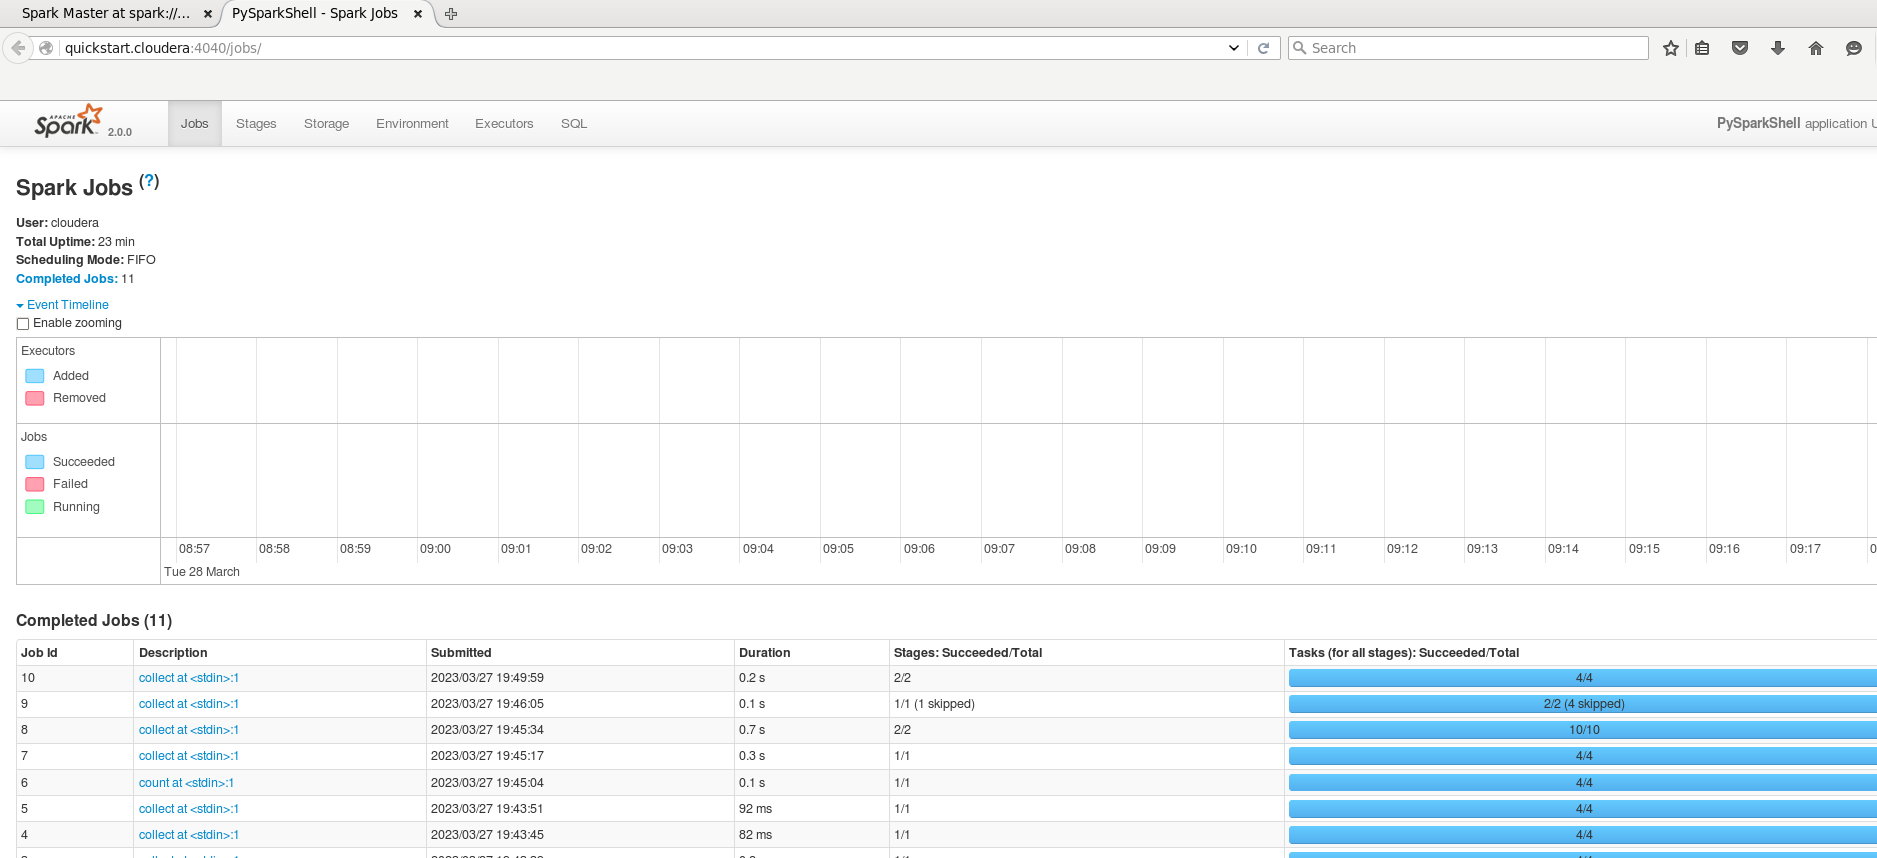 Spark Master at spark://...
PySparkShell - Spark Jobs
quickstart.cloudera:4040/jobs/
Search
APACHE
Spark 2.0.0
Jobs Stages Storage Environment Executors SQL
PySparkShell application U
Spark Jobs (?)
User: cloudera
Total Uptime: 23 min
Scheduling Mode: FIFO
Completed Jobs: 11
Event Timeline
Enable zooming
Executors
Added
Removed
Jobs
Succeeded
Failed
Running
08:57 08:58 08:59 09:00 09:01 09:02 09:03 09:04 09:05 09:06 09:07 09:08 09:09 09:10 09:11 09:12 09:13 09:14 09:15 09:16 09:17 0
Tue 28 March
Completed Jobs (11)
Job Id Description Submitted Duration Stages: Succeeded/Total Tasks (for all stages): Succeeded/Total
10 collect at <stdin>:1 2023/03/27 19:49:59 0.2 s 2/2 4/4
9 collect at <stdin>:1 2023/03/27 19:46:05 0.1 s 1/1 (1 skipped) 2/2 (4 skipped)
8 collect at <stdin>:1 2023/03/27 19:45:34 0.7 s 2/2 10/10
7 collect at <stdin>:1 2023/03/27 19:45:17 0.3 s 1/1 4/4
6 count at <stdin>:1 2023/03/27 19:45:04 0.1 s 1/1 4/4
5 collect at <stdin>:1 2023/03/27 19:43:51 92 ms 1/1 4/4
4 collect at <stdin>:1 2023/03/27 19:43:45 82 ms 1/1 4/4